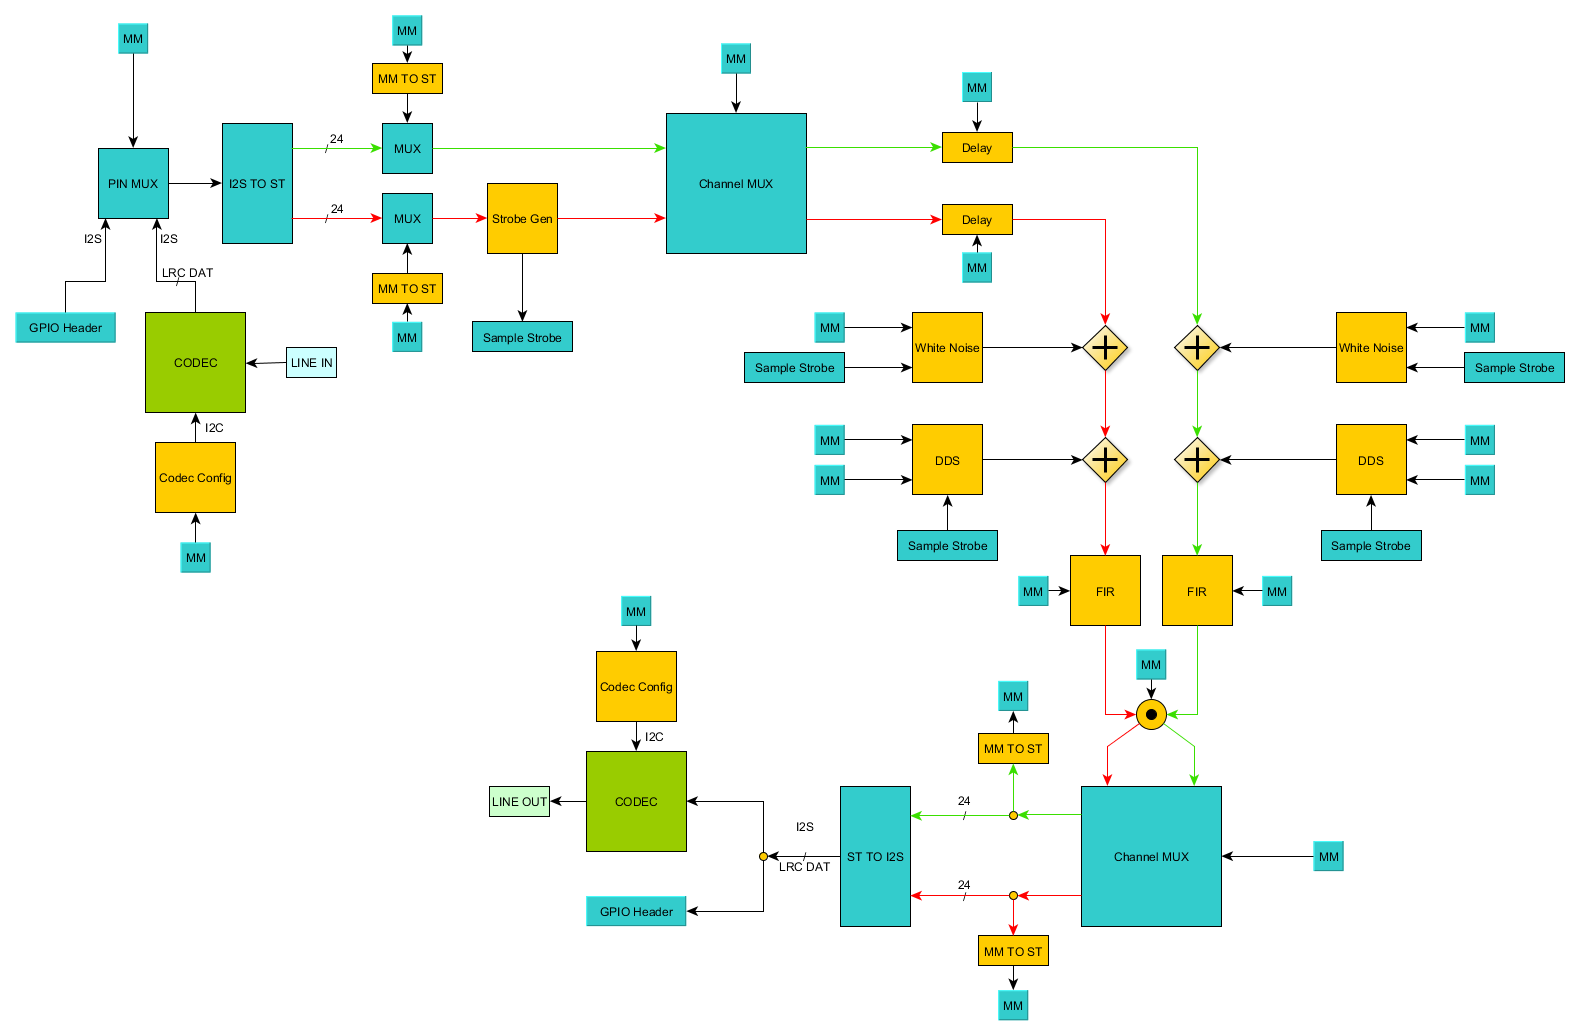 MM
MM
MM TO ST
MM
MM
24
MUX
Delay
PIN MUX
I2S TO ST
Channel MUX
24
MUX
Strobe Gen
Delay
I2S
I2S
LRC DAT
MM TO ST
MM
GPIO Header
MM
Sample Strobe
CODEC
LINE IN
I2C
Codec Config
MM
MM
White Noise
Sample Strobe
White Noise
MM
Sample Strobe
MM
MM
DDS
DDS
MM
MM
Sample Strobe
Sample Strobe
MM
FIR
FIR
MM
MM
Codec Config
I2C
MM
MM
MM TO ST
LINE OUT
CODEC
24
I2S
LRC DAT
ST TO I2S
Channel MUX
MM
24
GPIO Header
MM TO ST
MM